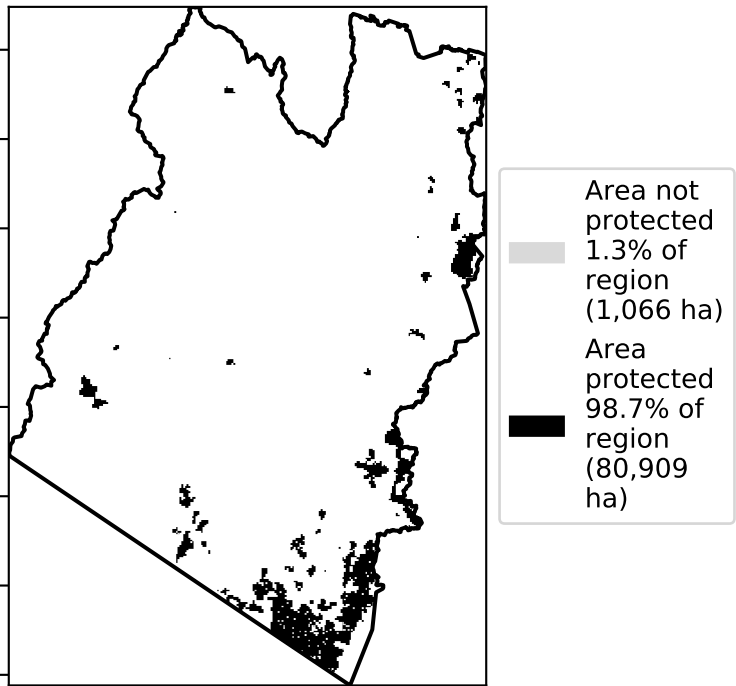 Area not
protected
1.3% of
region
(1,066 ha)
Area
protected
98.7% of
region
(80,909
ha)